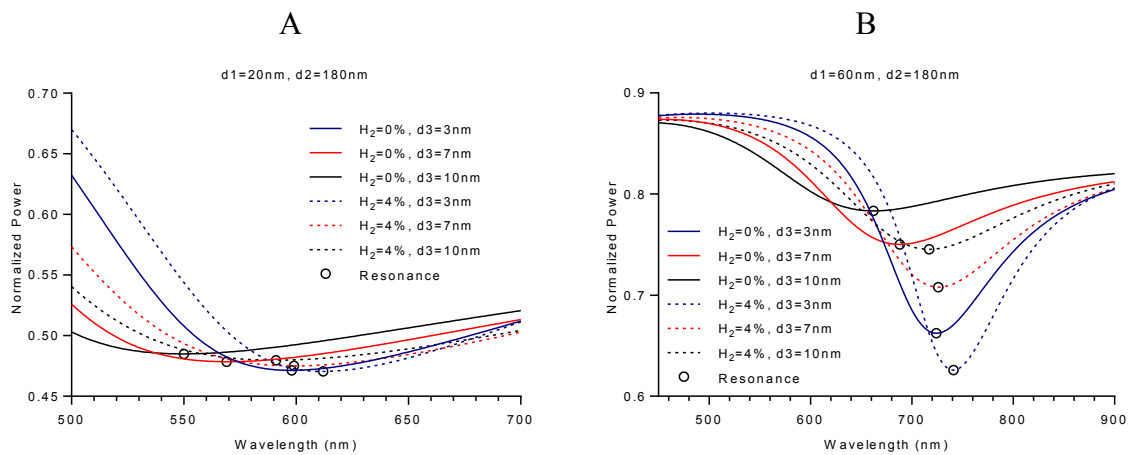 A
d1=20nm, d2=180nm
Normalized Power
0.70
0.65
0.60
0.55
0.50
0.45
H₂=0%, d3=3nm
H₂=0%, d3=7nm
H₂=0%, d3=10nm
H₂=4%, d3=3nm
H₂=4%, d3=7nm
H₂=4%, d3=10nm
Resonance
500 550 600 650 700
Wavelength (nm)
B
d1=60nm, d2=180nm
Normalized Power
0.9
0.8
0.7
0.6
H₂=0%, d3=3nm
H₂=0%, d3=7nm
H₂=0%, d3=10nm
H₂=4%, d3=3nm
H₂=4%, d3=7nm
H₂=4%, d3=10nm
Resonance
500 600 700 800 900
Wavelength (nm)